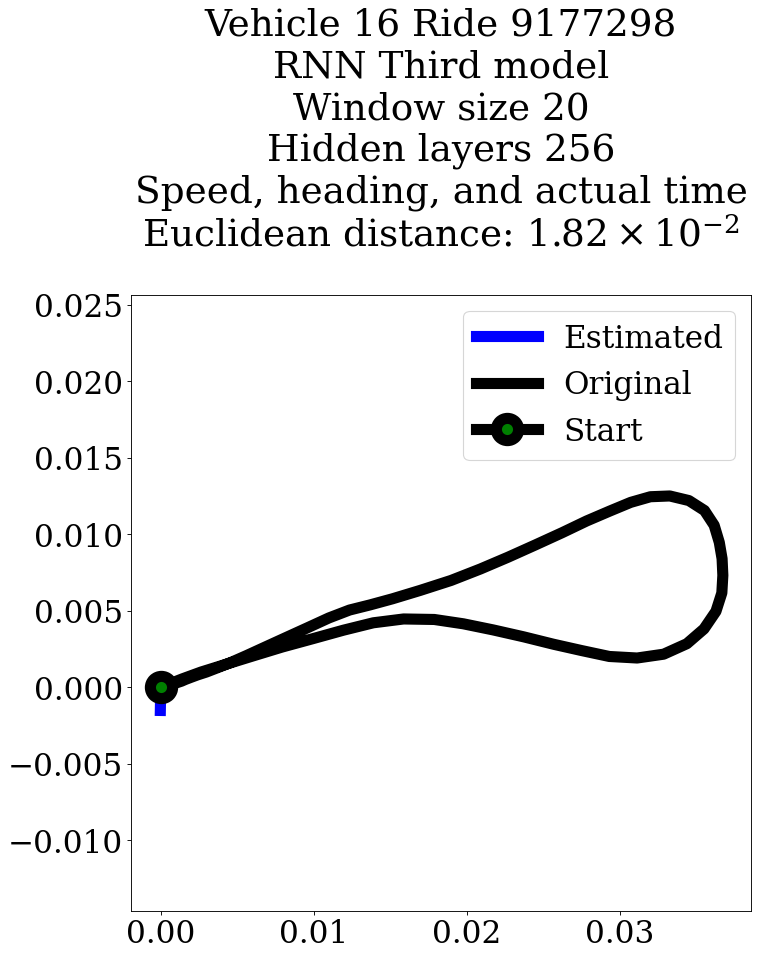 Vehicle 16 Ride 9177298
RNN Third model
Window size 20
Hidden layers 256
Speed, heading, and actual time
Euclidean distance: 1.82 × 10⁻²
0.025
0.020
0.015
0.010
0.005
0.000
−0.005
−0.010
Estimated
Original
Start
0.00 0.01 0.02 0.03